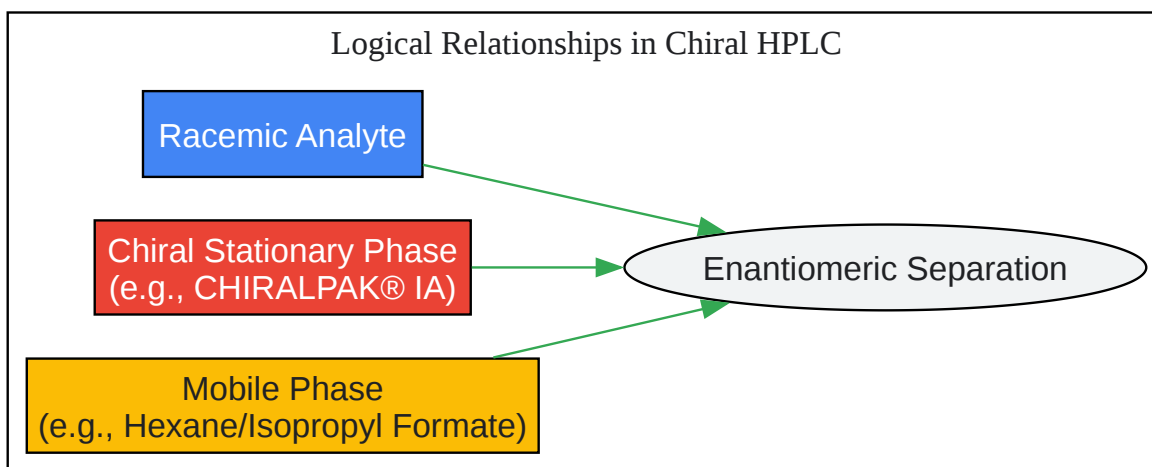 Logical Relationships in Chiral HPLC
Racemic Analyte
Chiral Stationary Phase
(e.g., CHIRALPAK® IA)
Enantiomeric Separation
Mobile Phase
(e.g., Hexane/Isopropyl Formate)